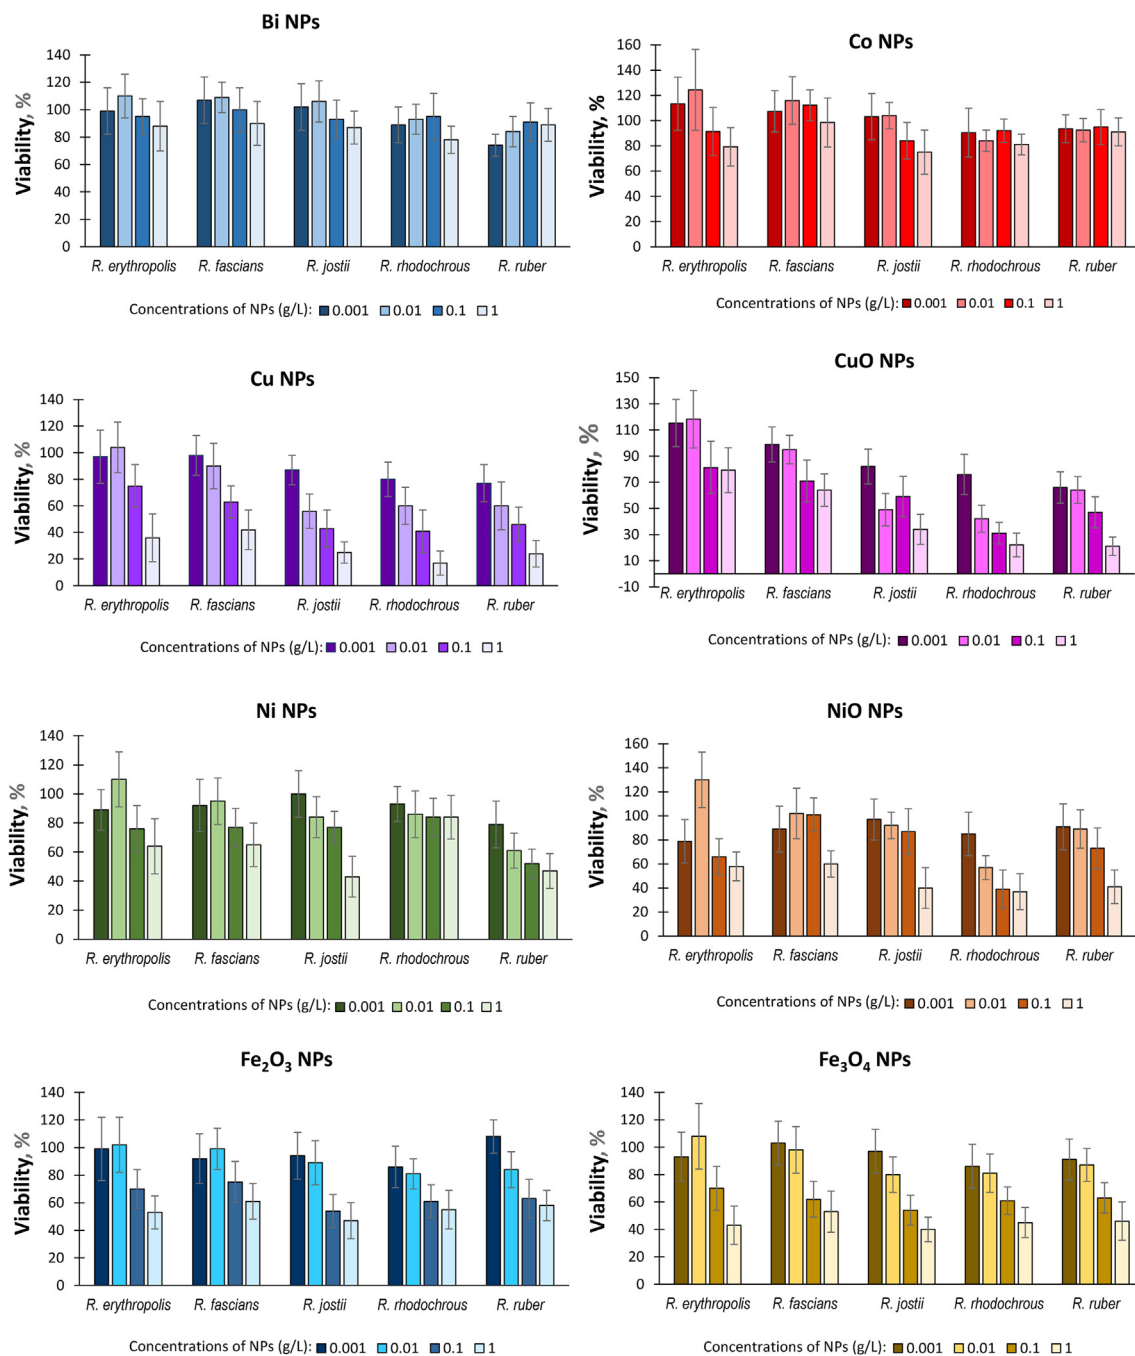 Bi NPs
Viability, %
140
120
100
80
60
40
20
0
R. erythropolis R. fascians R. jostii R. rhodochrous R. ruber
Concentrations of NPs (g/L): 0.001 0.01 0.1 1
Co NPs
Viability, %
160
140
120
100
80
60
40
20
0
R. erythropolis R. fascians R. jostii R. rhodochrous R. ruber
Concentrations of NPs (g/L): 0.001 0.01 0.1 1
Cu NPs
Viability, %
140
120
100
80
60
40
20
0
R. erythropolis R. fascians R. jostii R. rhodochrous R. ruber
Concentrations of NPs (g/L): 0.001 0.01 0.1 1
CuO NPs
Viability, %
150
130
110
90
70
50
30
10
-10
R. erythropolis R. fascians R. jostii R. rhodochrous R. ruber
Concentrations of NPs (g/L): 0.001 0.01 0.1 1
Ni NPs
Viability, %
140
120
100
80
60
40
20
0
R. erythropolis R. fascians R. jostii R. rhodochrous R. ruber
Concentrations of NPs (g/L): 0.001 0.01 0.1 1
NiO NPs
Viability, %
160
140
120
100
80
60
40
20
0
R. erythropolis R. fascians R. jostii R. rhodochrous R. ruber
Concentrations of NPs (g/L): 0.001 0.01 0.1 1
Fe₂O₃ NPs
Viability, %
140
120
100
80
60
40
20
0
R. erythropolis R. fascians R. jostii R. rhodochrous R. ruber
Concentrations of NPs (g/L): 0.001 0.01 0.1 1
Fe₃O₄ NPs
Viability, %
140
120
100
80
60
40
20
0
R. erythropolis R. fascians R. jostii R. rhodochrous R. ruber
Concentrations of NPs (g/L): 0.001 0.01 0.1 1